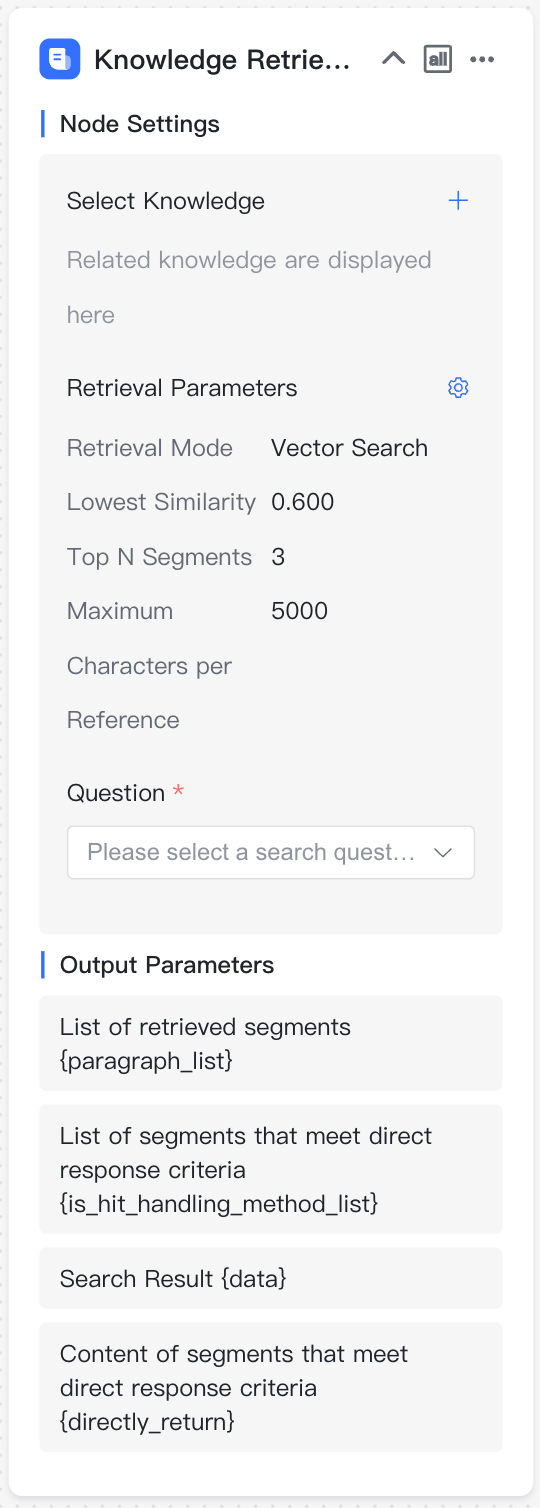 Knowledge Retrie...
all
Node Settings
Select Knowledge
Related knowledge are displayed
here
Retrieval Parameters
Retrieval Mode Vector Search
Lowest Similarity 0.600
Top N Segments 3
Maximum 5000
Characters per
Reference
Question *
Please select a search quest...
Output Parameters
List of retrieved segments
{paragraph_list}
List of segments that meet direct
response criteria
{is_hit_handling_method_list}
Search Result {data}
Content of segments that meet
direct response criteria
{directly_return}